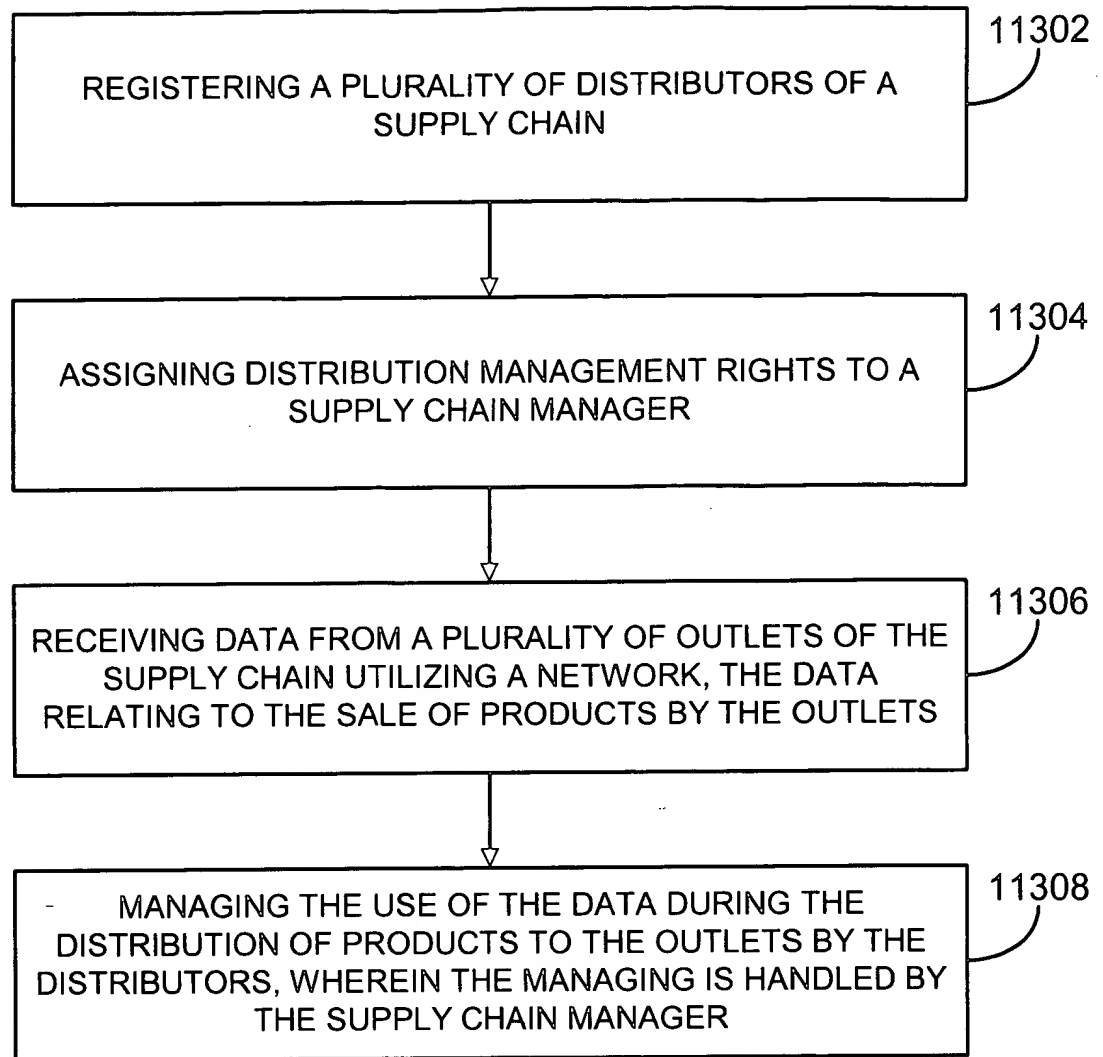 11302
REGISTERING A PLURALITY OF DISTRIBUTORS OF A
SUPPLY CHAIN
11304
ASSIGNING DISTRIBUTION MANAGEMENT RIGHTS TO A
SUPPLY CHAIN MANAGER
11306
RECEIVING DATA FROM A PLURALITY OF OUTLETS OF THE
SUPPLY CHAIN UTILIZING A NETWORK, THE DATA
RELATING TO THE SALE OF PRODUCTS BY THE OUTLETS
11308
MANAGING THE USE OF THE DATA DURING THE
DISTRIBUTION OF PRODUCTS TO THE OUTLETS BY THE
DISTRIBUTORS, WHEREIN THE MANAGING IS HANDLED BY
THE SUPPLY CHAIN MANAGER